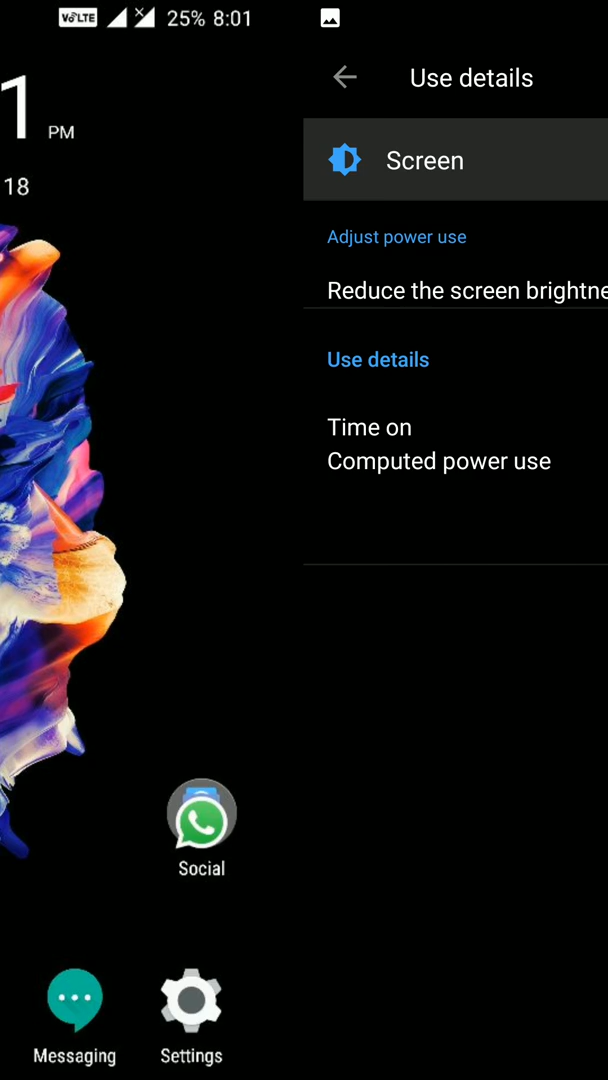 VoLTE 25% 8:01
1 PM
18
Social
Messaging
Settings
Use details
Screen
Adjust power use
Reduce the screen brightne
Use details
Time on
Computed power use